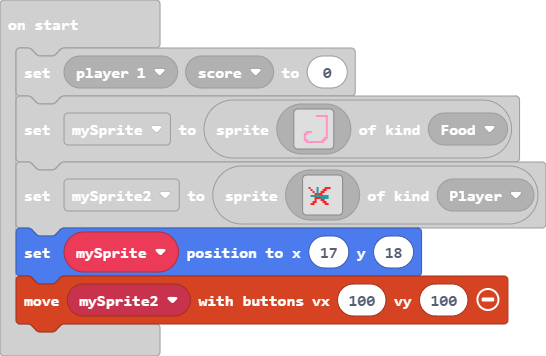 on start
set player 1 score to 0
set mySprite to sprite of kind Food
set mySprite2 to sprite of kind Player
set mySprite position to x 17 y 18
move mySprite2 with buttons vx 100 vy 100